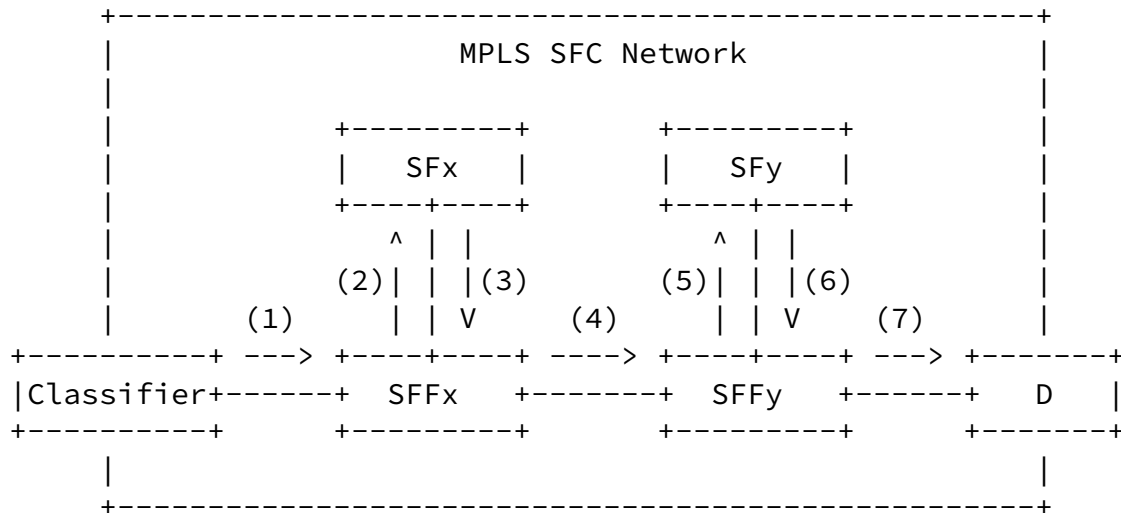 MPLS SFC Network
SFx SFy
(2) (3) (5) (6)
(1) (4) (7)
Classifier SFFx SFFy D